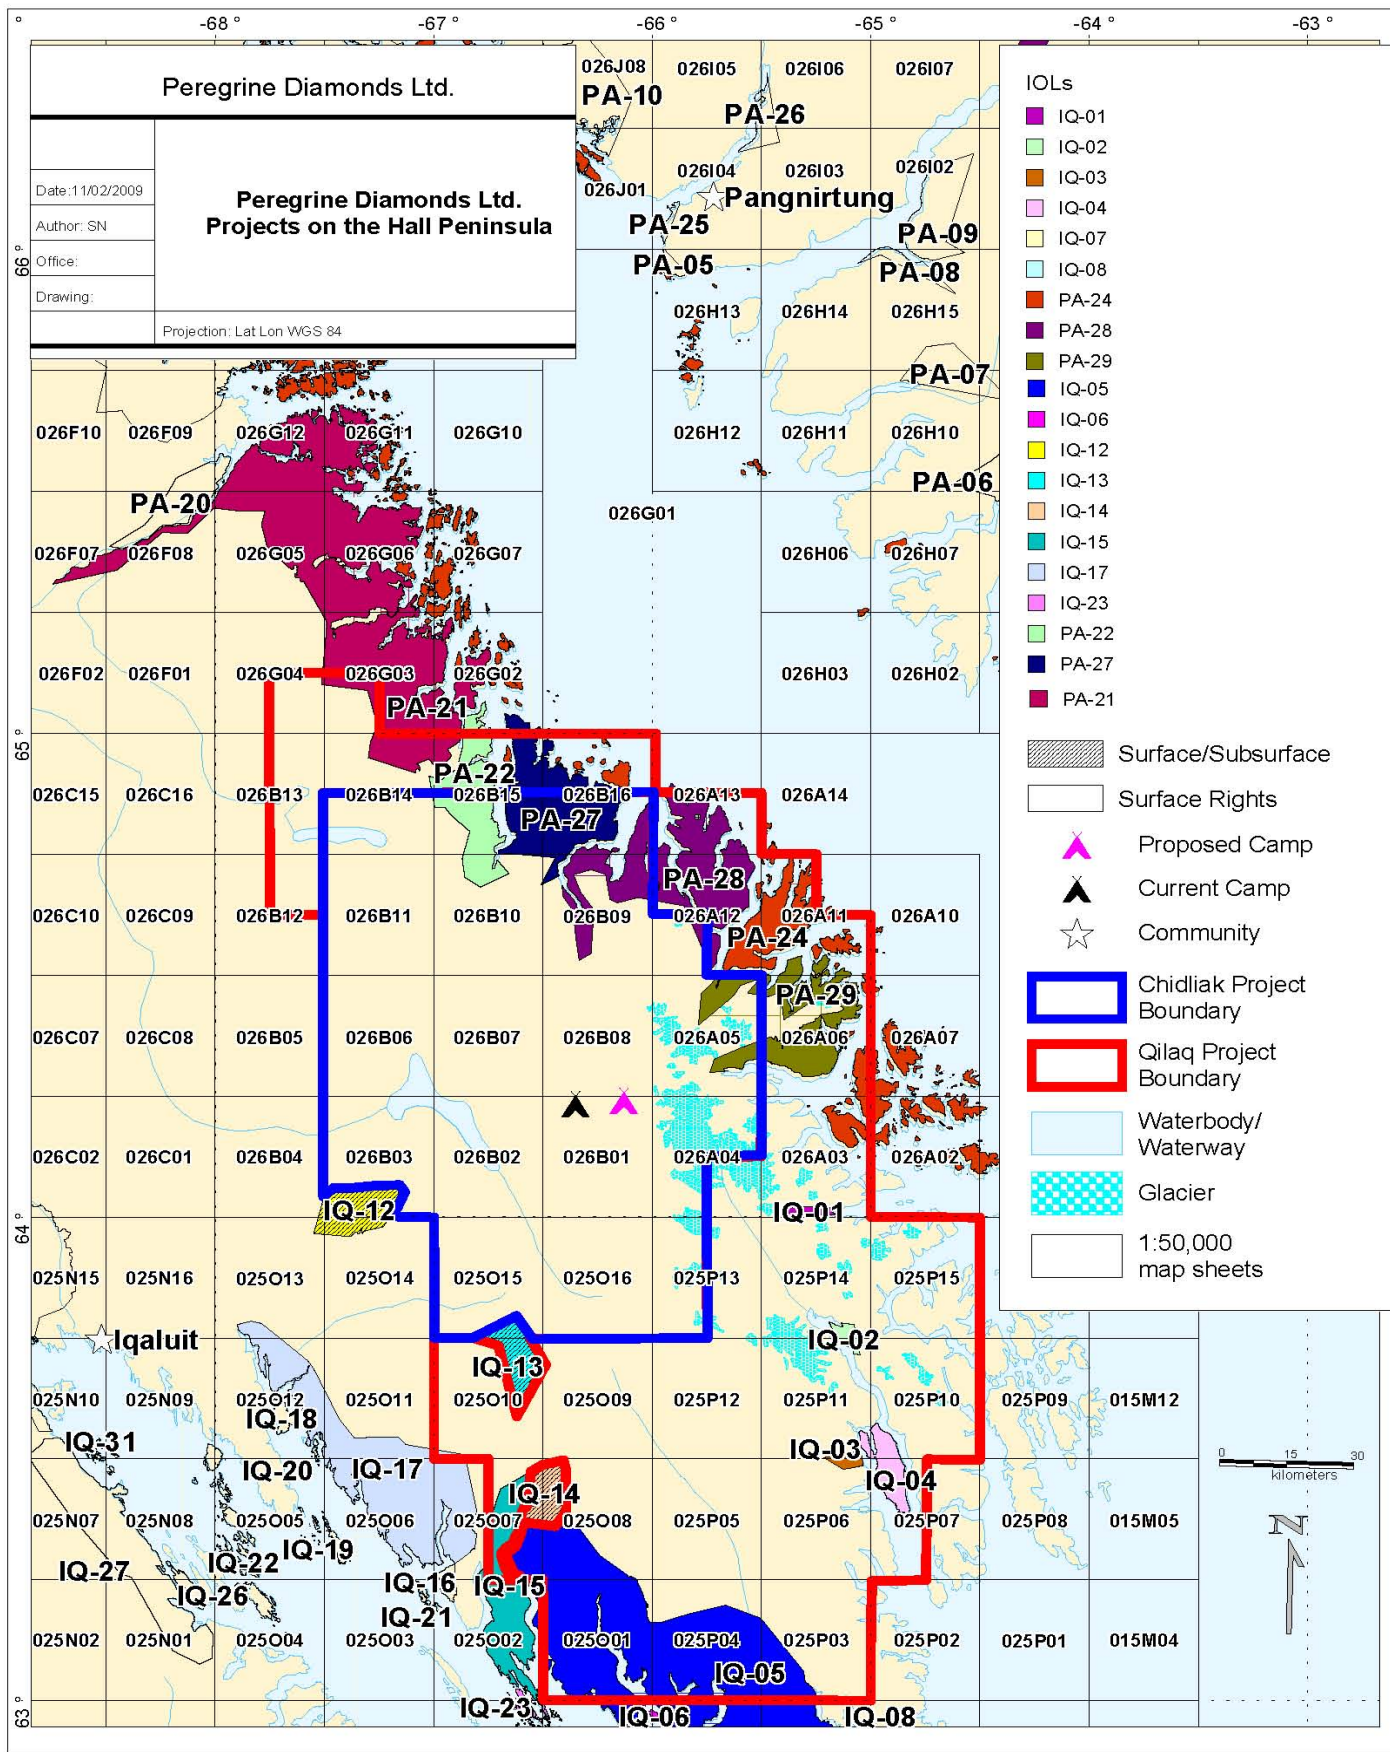 ° -68 ° -67 ° -66 ° -65 ° -64 ° -63 °
Peregrine Diamonds Ltd.
Date:11/02/2009
Author: SN
Office:
Drawing:
Peregrine Diamonds Ltd.
Projects on the Hall Peninsula
Projection: Lat Lon WGS 84
026J08 026I05 026I06 026I07
PA-10 PA-26
026J01 026I04 026I03 026I02
Pangnirtung
PA-25 PA-09
66 °
PA-05 PA-08
026H13 026H14 026H15
PA-07
026F10 026F09 026G12 026G11 026G10 026H12 026H11 026H10
PA-20 PA-06
026G01
026F07 026F08 026G05 026G06 026G07 026H06 026H07
026F02 026F01 026G04 026G03 026G02 026H03 026H02
PA-21
65 °
PA-22
026C15 026C16 026B13 026B14 026B15 026B16 026A13 026A14
PA-27
PA-28
026C10 026C09 026B12 026B11 026B10 026B09 026A12 026A11 026A10
PA-24
PA-29
026C07 026C08 026B05 026B06 026B07 026B08 026A05 026A06 026A07
026C02 026C01 026B04 026B03 026B02 026B01 026A04 026A03 026A02
64 °
IQ-12 IQ-01
025N15 025N16 025O13 025O14 025O15 025O16 025P13 025P14 025P15
Iqaluit IQ-02
IQ-13
025N10 025N09 025O12 025O11 025O10 025O09 025P12 025P11 025P10 025P09 015M12
IQ-18
IQ-31 IQ-03
IQ-20 IQ-17 IQ-04
IQ-14
025N07 025N08 025O05 025O06 025O07 025O08 025P05 025P06 025P07 025P08 015M05
IQ-19
IQ-27 IQ-22
IQ-16 IQ-15
IQ-26
IQ-21
025N02 025N01 025O04 025O03 025O02 025O01 025P04 025P03 025P02 025P01 015M04
IQ-05
63 °
IQ-23 IQ-06 IQ-08
IOLs
IQ-01
IQ-02
IQ-03
IQ-04
IQ-07
IQ-08
PA-24
PA-28
PA-29
IQ-05
IQ-06
IQ-12
IQ-13
IQ-14
IQ-15
IQ-17
IQ-23
PA-22
PA-27
PA-21
Surface/Subsurface
Surface Rights
Proposed Camp
Current Camp
Community
Chidliak Project
Boundary
Qilaq Project
Boundary
Waterbody/
Waterway
Glacier
1:50,000
map sheets
0 15 30
kilometers
N